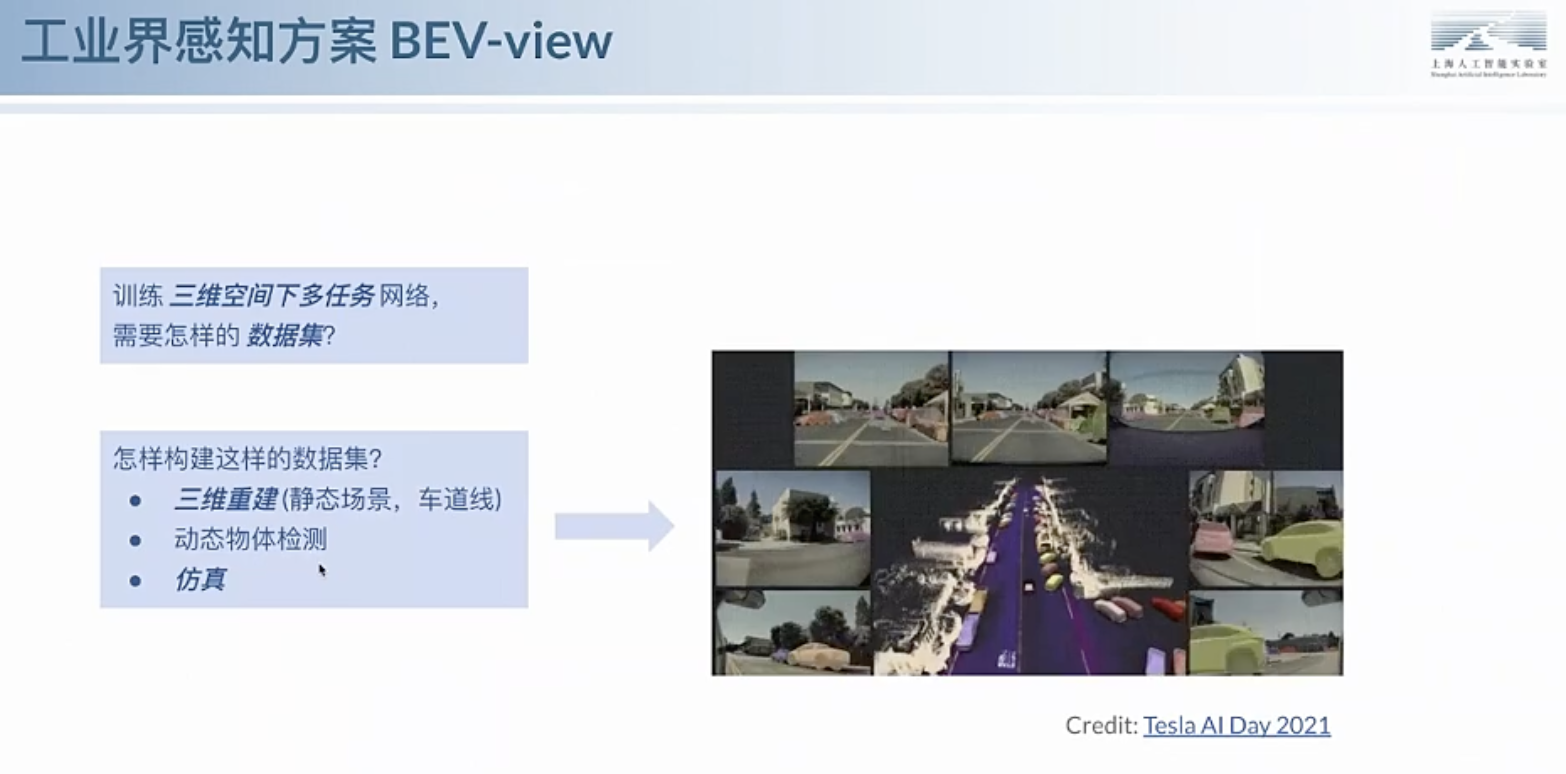 工业界感知方案 BEV-view
上海人工智能实验室
Shanghai Artificial Intelligence Laboratory
训练 三维空间下多任务 网络，
需要怎样的 数据集？
怎样构建这样的数据集？
● 三维重建 (静态场景，车道线)
● 动态物体检测
● 仿真
Credit: Tesla AI Day 2021